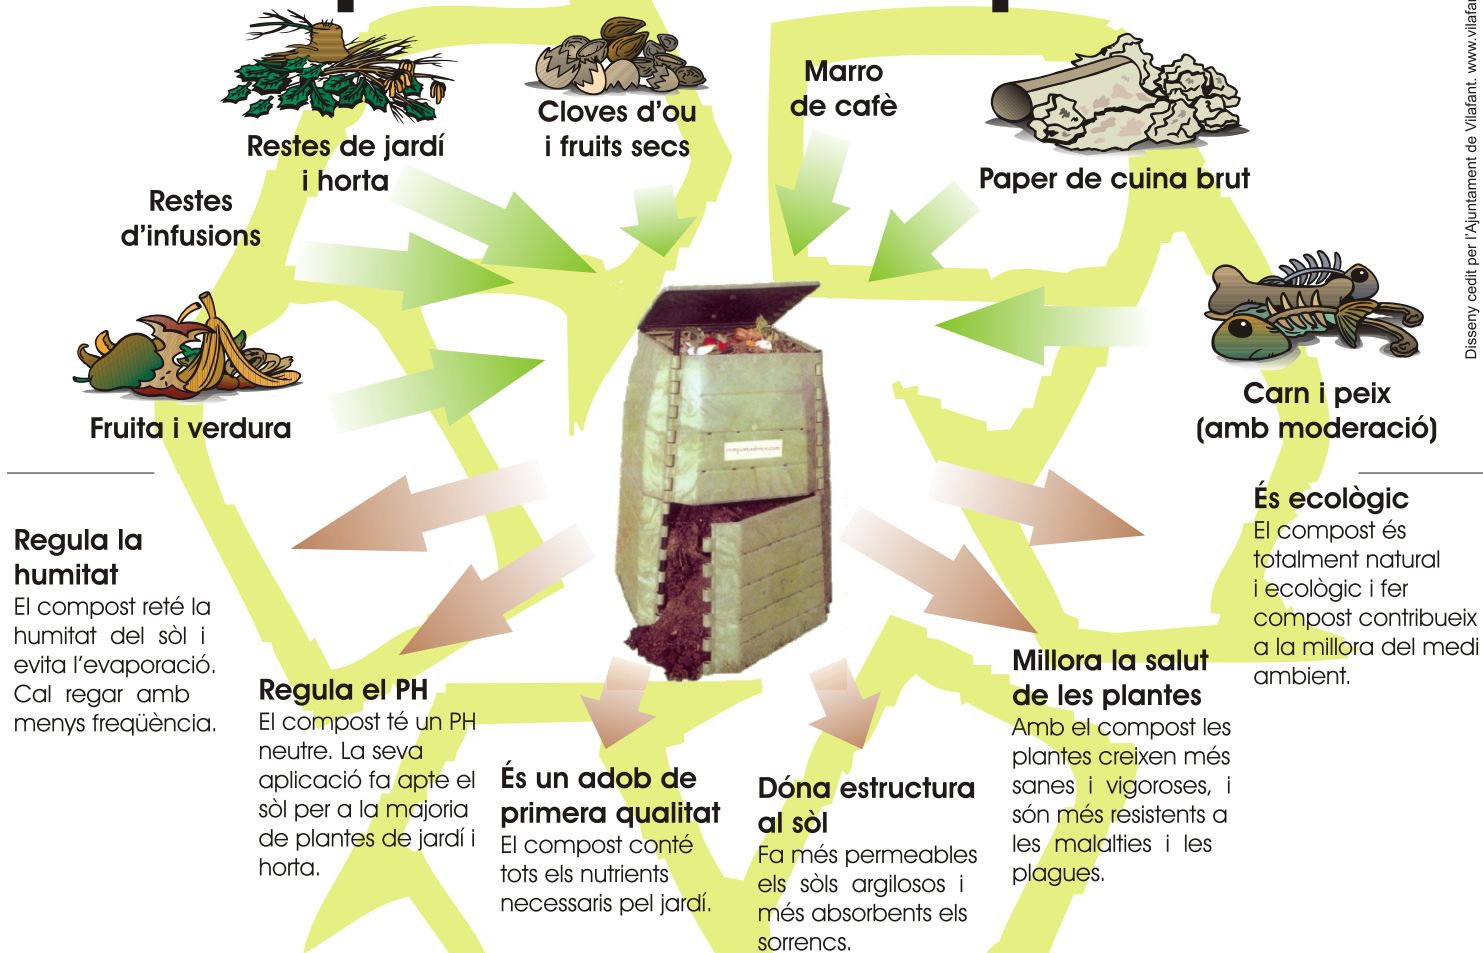 Restes de jardí
i horta
Cloves d'ou
i fruits secs
Marro
de cafè
Paper de cuina brut
Restes
d'infusions
Fruita i verdura
Carn i peix
(amb moderació)
Regula la
humitat
El compost reté la
humitat del sòl i
evita l'evaporació.
Cal regar amb
menys freqüència.
Regula el PH
El compost té un PH
neutre. La seva
aplicació fa apte el
sòl per a la majoria
de plantes de jardí i
horta.
És un adob de
primera qualitat
El compost conté
tots els nutrients
necessaris pel jardí.
Dóna estructura
al sòl
Fa més permeables
els sòls argilosos i
més absorbents els
sorrencs.
Millora la salut
de les plantes
Amb el compost les
plantes creixen més
sanes i vigoroses, i
són més resistents a
les malalties i les
plagues.
És ecològic
El compost és
totalment natural
i ecològic i fer
compost contribueix
a la millora del medi
ambient.
Disseny cedit per l'Ajuntament de Vilafant.